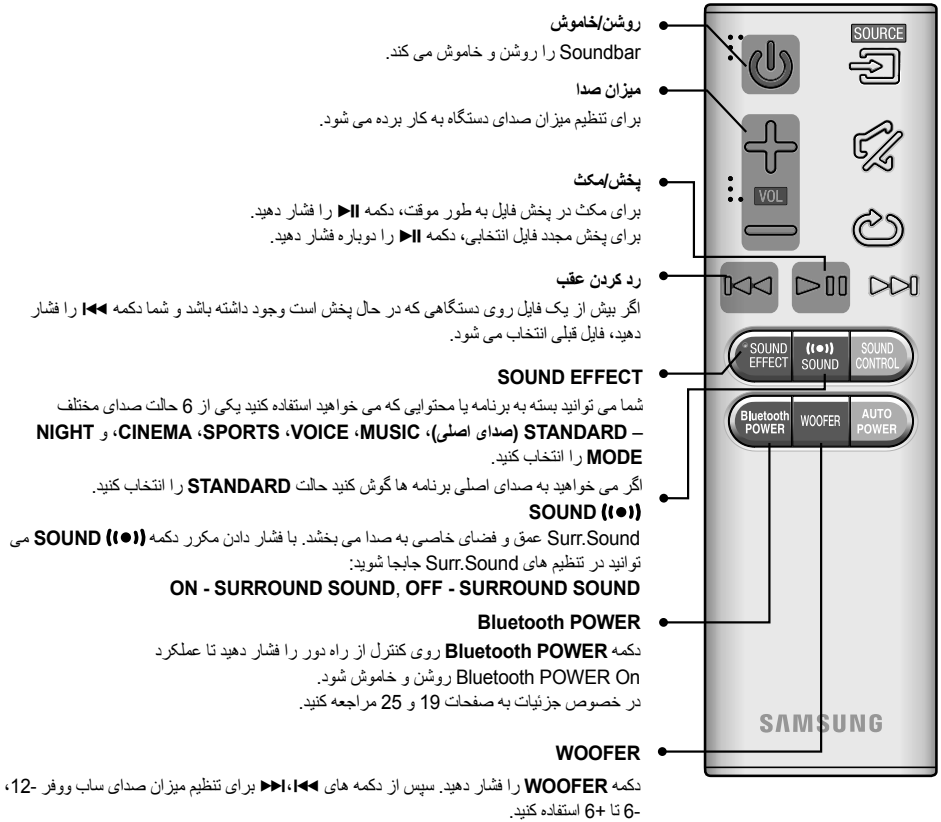 روشن/خاموش
Soundbar را روشن و خاموش می کند.
میزان صدا
برای تنظیم میزان صدای دستگاه به کار برده می شود.
پخش/مکث
برای مکث در پخش فایل به طور موقت، دکمه ►II را فشار دهید.
برای پخش مجدد فایل انتخابی، دکمه ►II را دوباره فشار دهید.
رد کردن عقب
اگر بیش از یک فایل روی دستگاهی که در حال پخش است وجود داشته باشد و شما دکمه I◄◄ را فشار
دهید، فایل قبلی انتخاب می شود.
SOUND EFFECT
شما می توانید بسته به برنامه یا محتوایی که می خواهید استفاده کنید یکی از 6 حالت صدای مختلف
– STANDARD (صدای اصلی)، MUSIC، VOICE، SPORTS، CINEMA، و NIGHT
MODE را انتخاب کنید.
اگر می خواهید به صدای اصلی برنامه ها گوش کنید حالت STANDARD را انتخاب کنید.
SOUND ((●))
Surr.Sound عمق و فضای خاصی به صدا می بخشد. با فشار دادن مکرر دکمه SOUND ((●)) می
توانید در تنظیم های Surr.Sound جابجا شوید:
ON - SURROUND SOUND, OFF - SURROUND SOUND
Bluetooth POWER
دکمه Bluetooth POWER روی کنترل از راه دور را فشار دهید تا عملکرد
Bluetooth POWER On روشن و خاموش شود.
در خصوص جزئیات به صفحات 19 و 25 مراجعه کنید.
WOOFER
دکمه WOOFER را فشار دهید. سپس از دکمه های I◄◄،►►I برای تنظیم میزان صدای ساب ووفر -12،
-6 تا +6 استفاده کنید.
SOURCE
VOL
SOUND
EFFECT
((●))
SOUND
SOUND
CONTROL
Bluetooth
POWER
WOOFER
AUTO
POWER
SAMSUNG